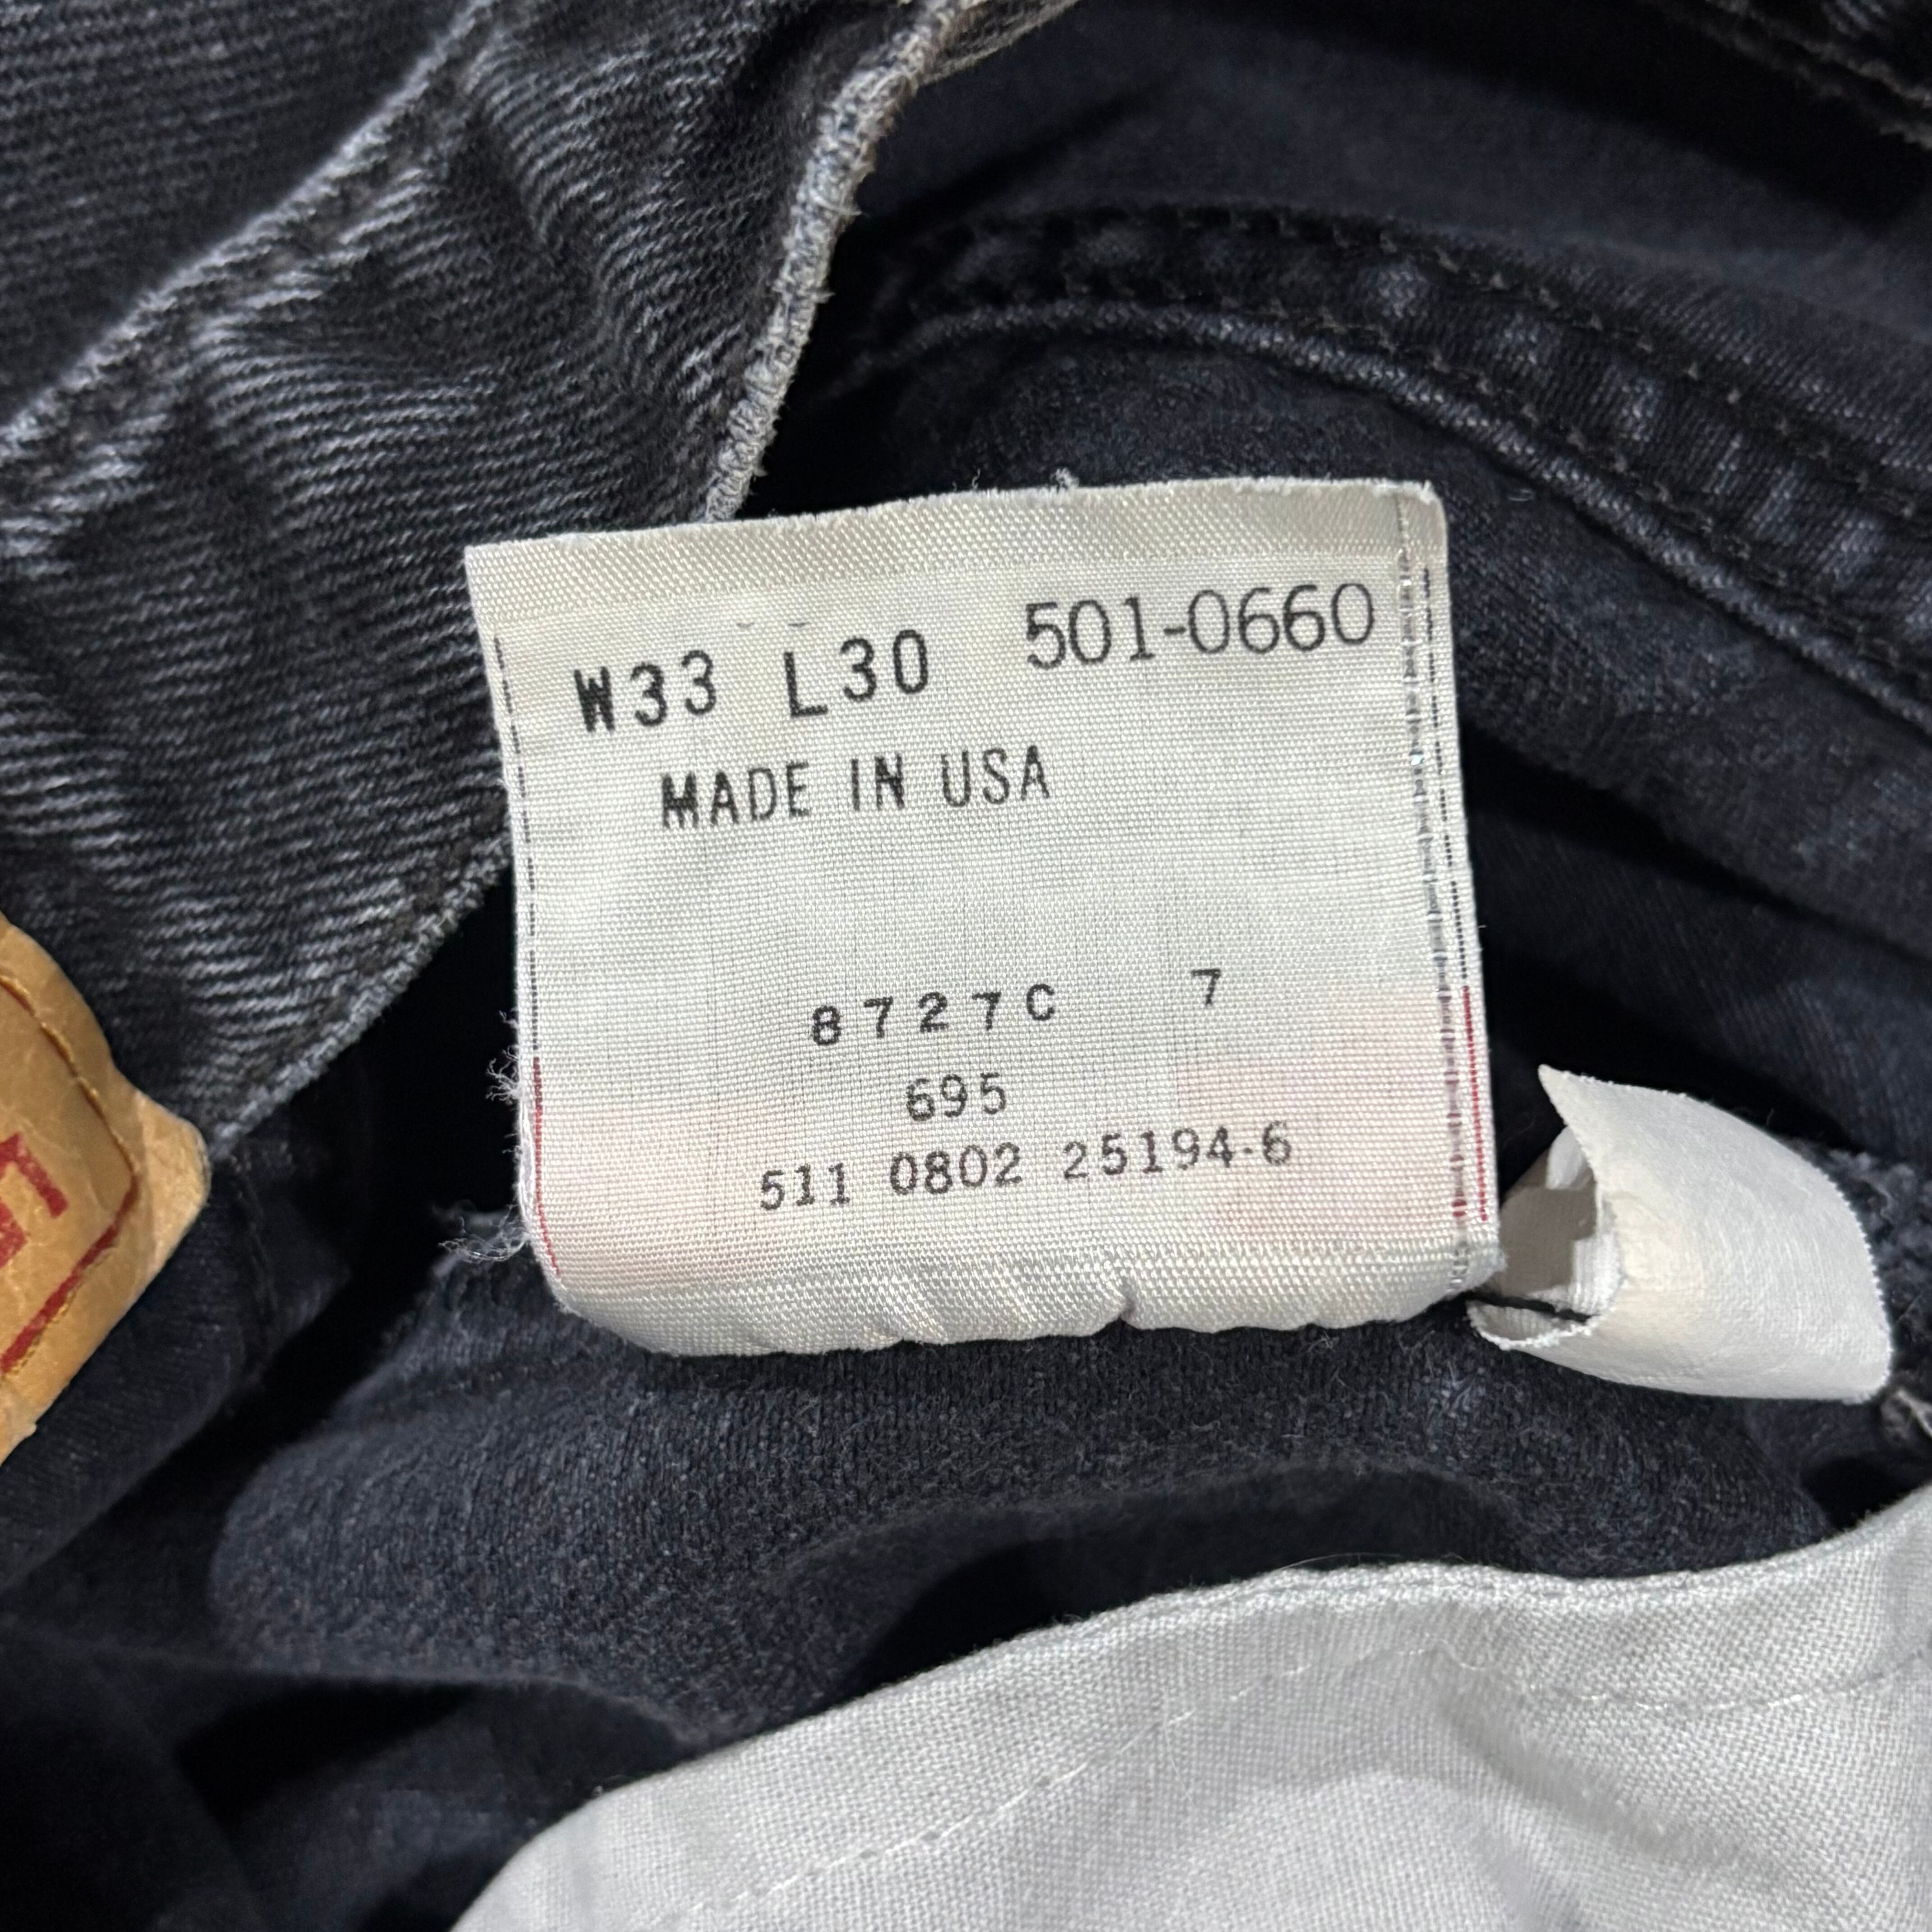 W33 L30 501-0660
MADE IN USA
8727C 7
695
511 0802 25194-6